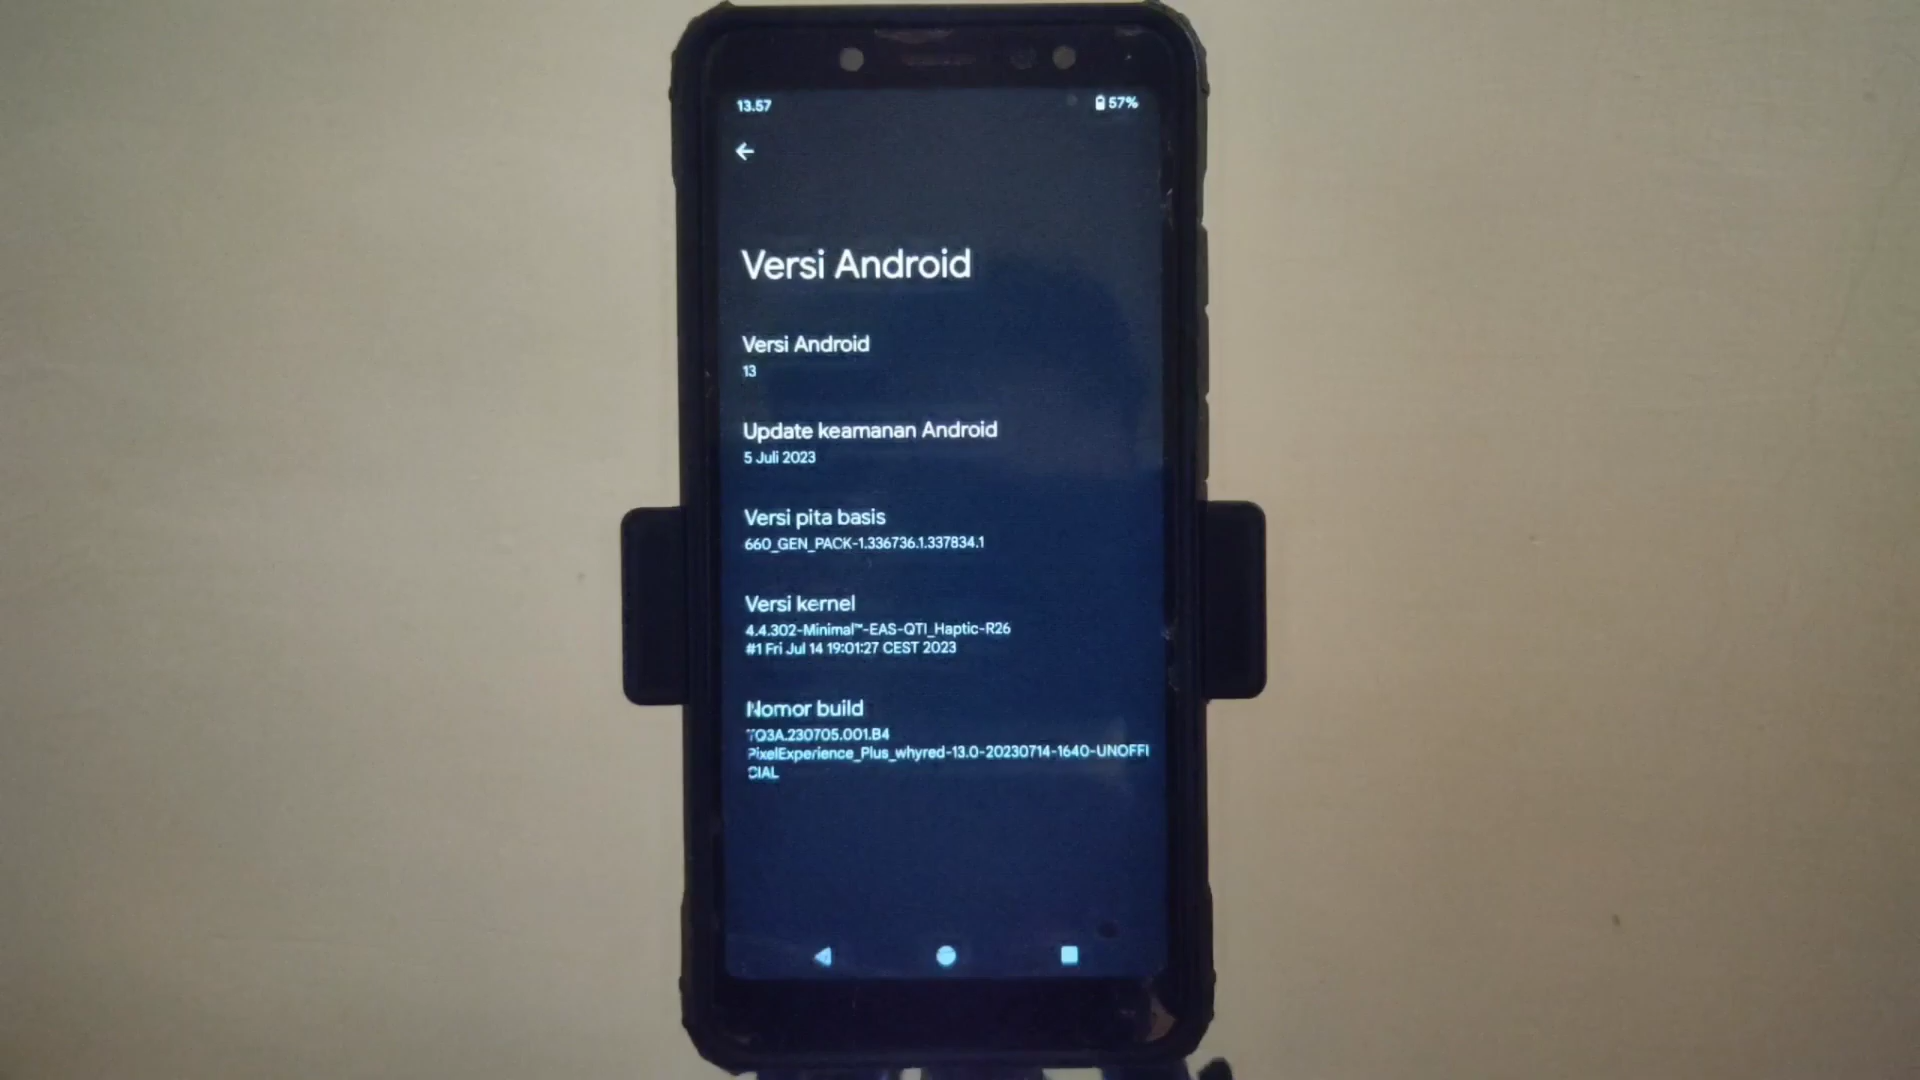 13.57
57%
Versi Android
Versi Android
13
Update keamanan Android
5 Juli 2023
Versi pita basis
660_GEN_PACK-1.336736.1.337834.1
Versi kernel
4.4.302-Minimal™-EAS-QTI_Haptic-R26
#1 Fri Jul 14 19:01:27 CEST 2023
Nomor build
TQ3A.230705.001.B4
PixelExperience_Plus_whyred-13.0-20230714-1640-UNOFFI
CIAL